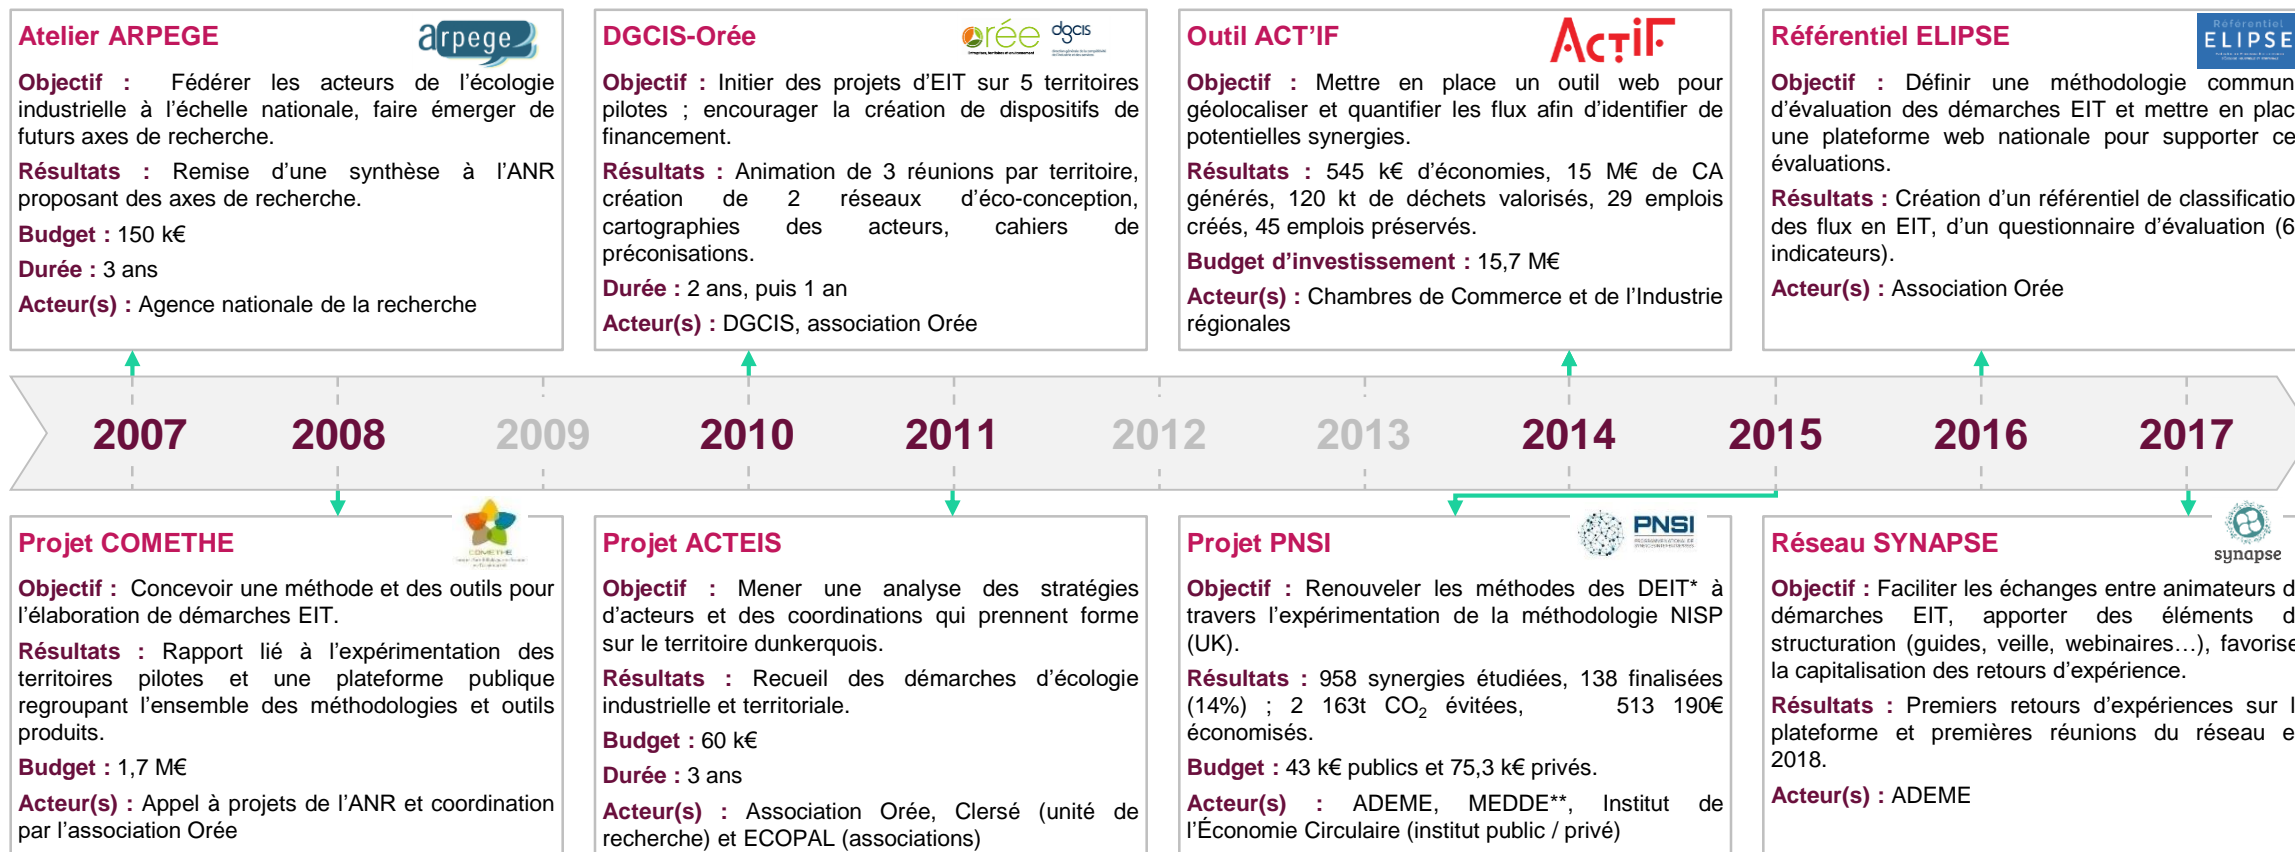 Atelier ARPEGE
arpege
Objectif : Fédérer les acteurs de l'écologie
industrielle à l'échelle nationale, faire émerger de
futurs axes de recherche.
Résultats : Remise d'une synthèse à l'ANR
proposant des axes de recherche.
Budget : 150 k€
Durée : 3 ans
Acteur(s) : Agence nationale de la recherche
DGCIS-Orée
orée
dgcis
Objectif : Initier des projets d'EIT sur 5 territoires
pilotes ; encourager la création de dispositifs de
financement.
Résultats : Animation de 3 réunions par territoire,
création de 2 réseaux d'éco-conception,
cartographies des acteurs, cahiers de
préconisations.
Durée : 2 ans, puis 1 an
Acteur(s) : DGCIS, association Orée
Outil ACT'IF
ACTIF
Objectif : Mettre en place un outil web pour
géolocaliser et quantifier les flux afin d'identifier de
potentielles synergies.
Résultats : 545 k€ d'économies, 15 M€ de CA
générés, 120 kt de déchets valorisés, 29 emplois
créés, 45 emplois préservés.
Budget d'investissement : 15,7 M€
Acteur(s) : Chambres de Commerce et de l'Industrie
régionales
Référentiel ELIPSE
Référentiel
ELIPSE
Objectif : Définir une méthodologie commun
d'évaluation des démarches EIT et mettre en plac
une plateforme web nationale pour supporter ce
évaluations.
Résultats : Création d'un référentiel de classificatio
des flux en EIT, d'un questionnaire d'évaluation (6
indicateurs).
Acteur(s) : Association Orée
2007 2008 2009 2010 2011 2012 2013 2014 2015 2016 2017
Projet COMETHE
COMETHE
Objectif : Concevoir une méthode et des outils pour
l'élaboration de démarches EIT.
Résultats : Rapport lié à l'expérimentation des
territoires pilotes et une plateforme publique
regroupant l'ensemble des méthodologies et outils
produits.
Budget : 1,7 M€
Acteur(s) : Appel à projets de l'ANR et coordination
par l'association Orée
Projet ACTEIS
Objectif : Mener une analyse des stratégies
d'acteurs et des coordinations qui prennent forme
sur le territoire dunkerquois.
Résultats : Recueil des démarches d'écologie
industrielle et territoriale.
Budget : 60 k€
Durée : 3 ans
Acteur(s) : Association Orée, Clersé (unité de
recherche) et ECOPAL (associations)
Projet PNSI
PNSI
Objectif : Renouveler les méthodes des DEIT* à
travers l'expérimentation de la méthodologie NISP
(UK).
Résultats : 958 synergies étudiées, 138 finalisées
(14%) ; 2 163t CO₂ évitées, 513 190€
économisés.
Budget : 43 k€ publics et 75,3 k€ privés.
Acteur(s) : ADEME, MEDDE**, Institut de
l'Économie Circulaire (institut public / privé)
Réseau SYNAPSE
synapse
Objectif : Faciliter les échanges entre animateurs d
démarches EIT, apporter des éléments d
structuration (guides, veille, webinaires…), favorise
la capitalisation des retours d'expérience.
Résultats : Premiers retours d'expériences sur l
plateforme et premières réunions du réseau e
2018.
Acteur(s) : ADEME